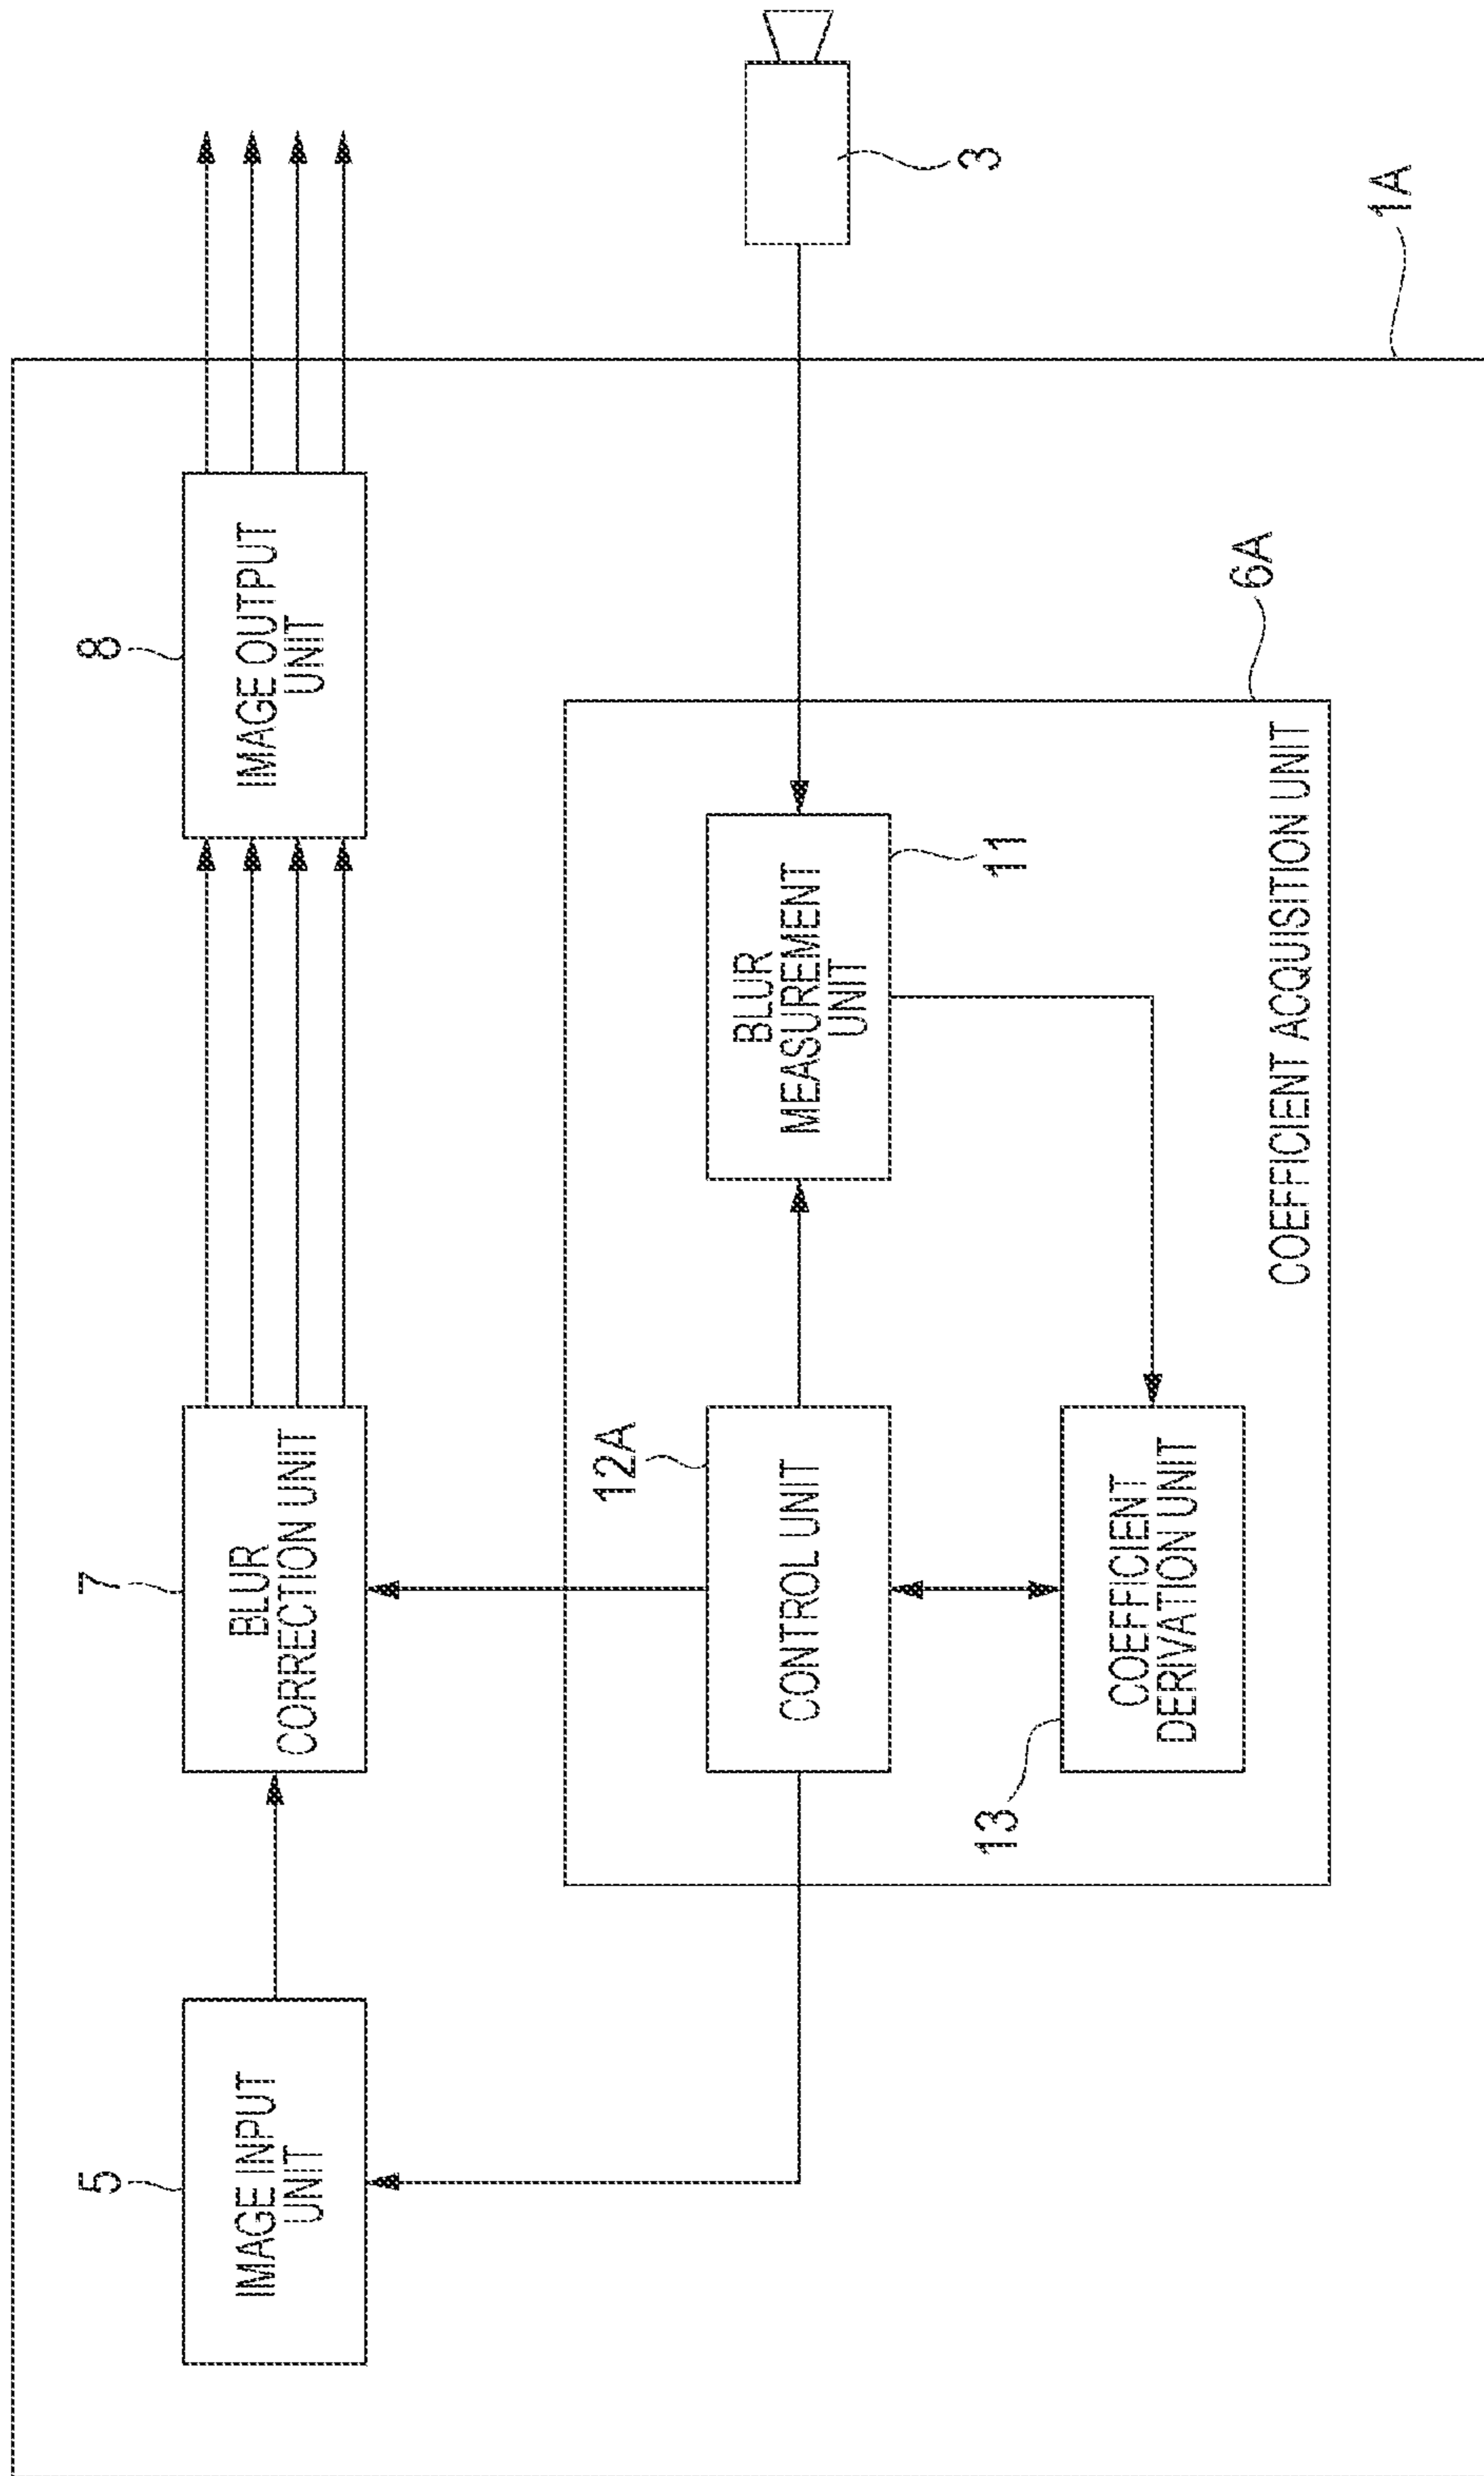 5
IMAGE INPUT
UNIT
7
BLUR
CORRECTION UNIT
8
IMAGE OUTPUT
UNIT
12A
CONTROL UNIT
BLUR
MEASUREMENT
UNIT
11
13
COEFFICIENT
DERIVATION UNIT
COEFFICIENT ACQUISITION UNIT
6A
3
1A